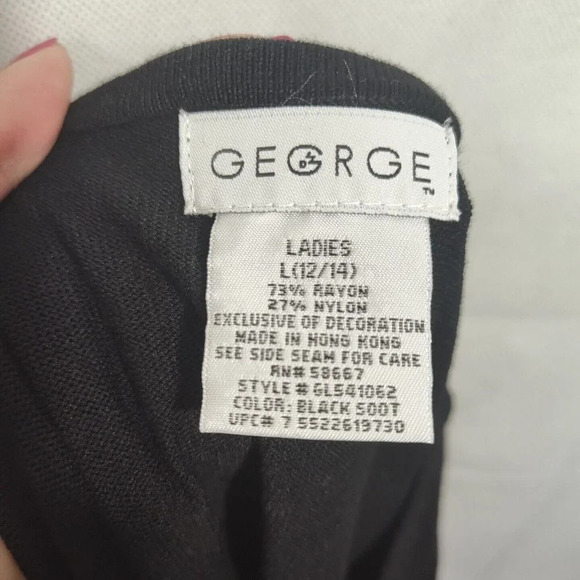 GEORGE
TM
LADIES
L(12/14)
73% RAYON
27% NYLON
EXCLUSIVE OF DECORATION
MADE IN HONG KONG
SEE SIDE SEAM FOR CARE
RN# 58667
STYLE #GL541062
COLOR: BLACK SOOT
UPC# 7 5522619730